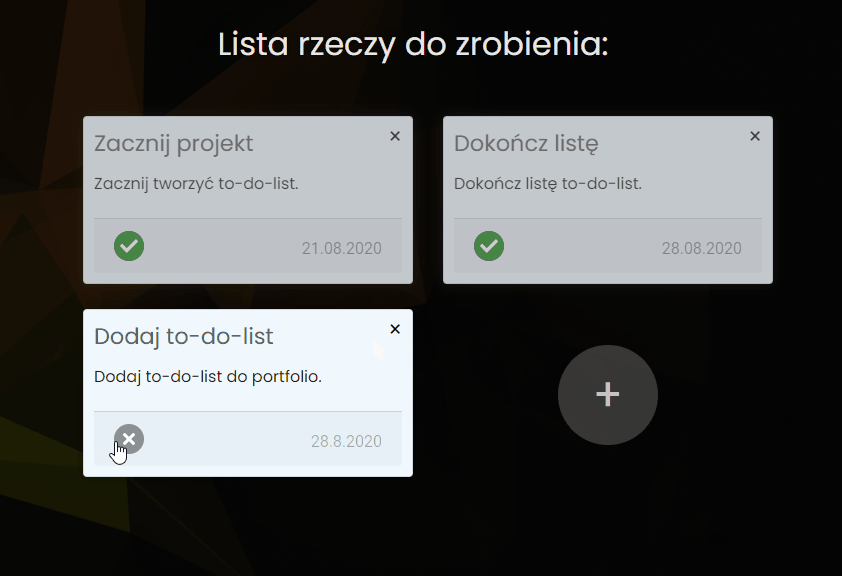 Lista rzeczy do zrobienia:
Zacznij projekt
Zacznij tworzyć to-do-list.
21.08.2020
Dokończ listę
Dokończ listę to-do-list.
28.08.2020
Dodaj to-do-list
Dodaj to-do-list do portfolio.
28.8.2020
+